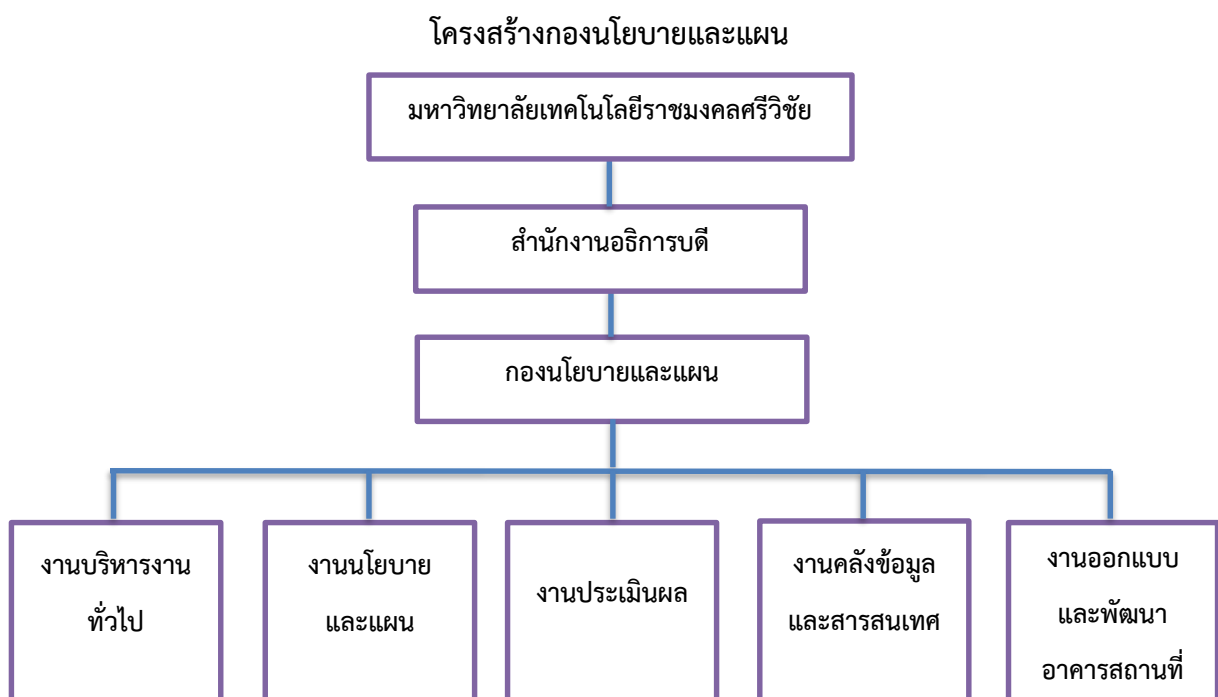 โครงสร้างกองนโยบายและแผน
มหาวิทยาลัยเทคโนโลยีราชมงคลศรีวิชัย
สำนักงานอธิการบดี
กองนโยบายและแผน
งานบริหารงาน
ทั่วไป
งานนโยบาย
และแผน
งานประเมินผล
งานคลังข้อมูล
และสารสนเทศ
งานออกแบบ
และพัฒนา
อาคารสถานที่